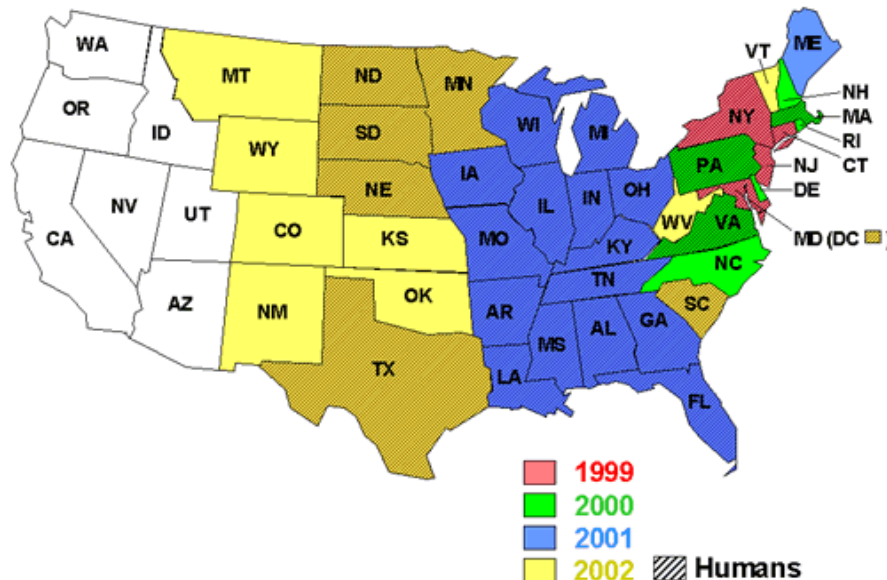 WA
MT
ND
MN
VT
ME
OR
ID
WY
SD
WI
MI
NY
NH
MA
RI
CT
NJ
DE
MD (DC )
NV
UT
CO
NE
IA
IL
IN
OH
PA
WV
VA
CA
KS
MO
KY
NC
AZ
NM
OK
AR
TN
SC
TX
LA
MS
AL
GA
FL
1999
2000
2001
2002
Humans